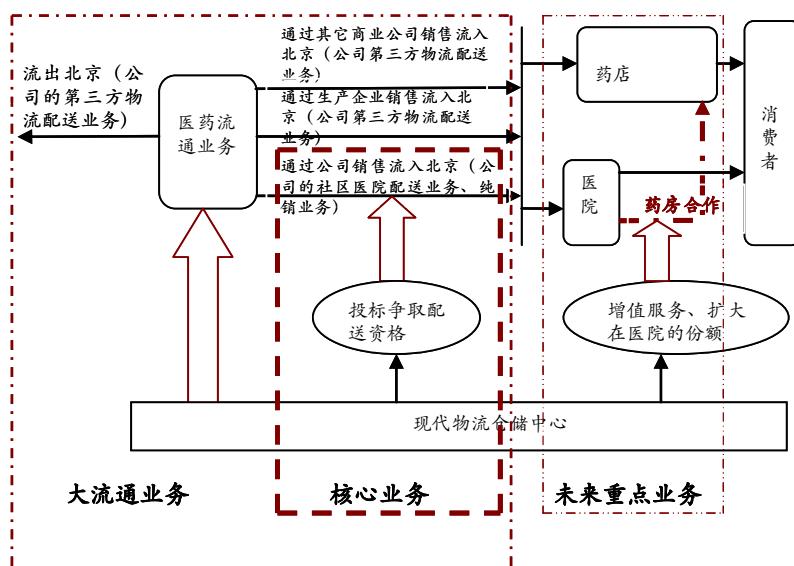 通过其它商业公司销售流入
北京（公司第三方物流配送
业务）
流出北京（公
司的第三方物
流配送业务）
医药流
通业务
通过生产企业销售流入北
京（公司第三方物流配送
业务）
通过公司销售流入北京（公
司的社区医院配送业务、纯
销业务）
药店
医
院
药房合作
消
费
者
投标争取配
送资格
增值服务、扩大
在医院的份额
现代物流仓储中心
大流通业务
核心业务
未来重点业务